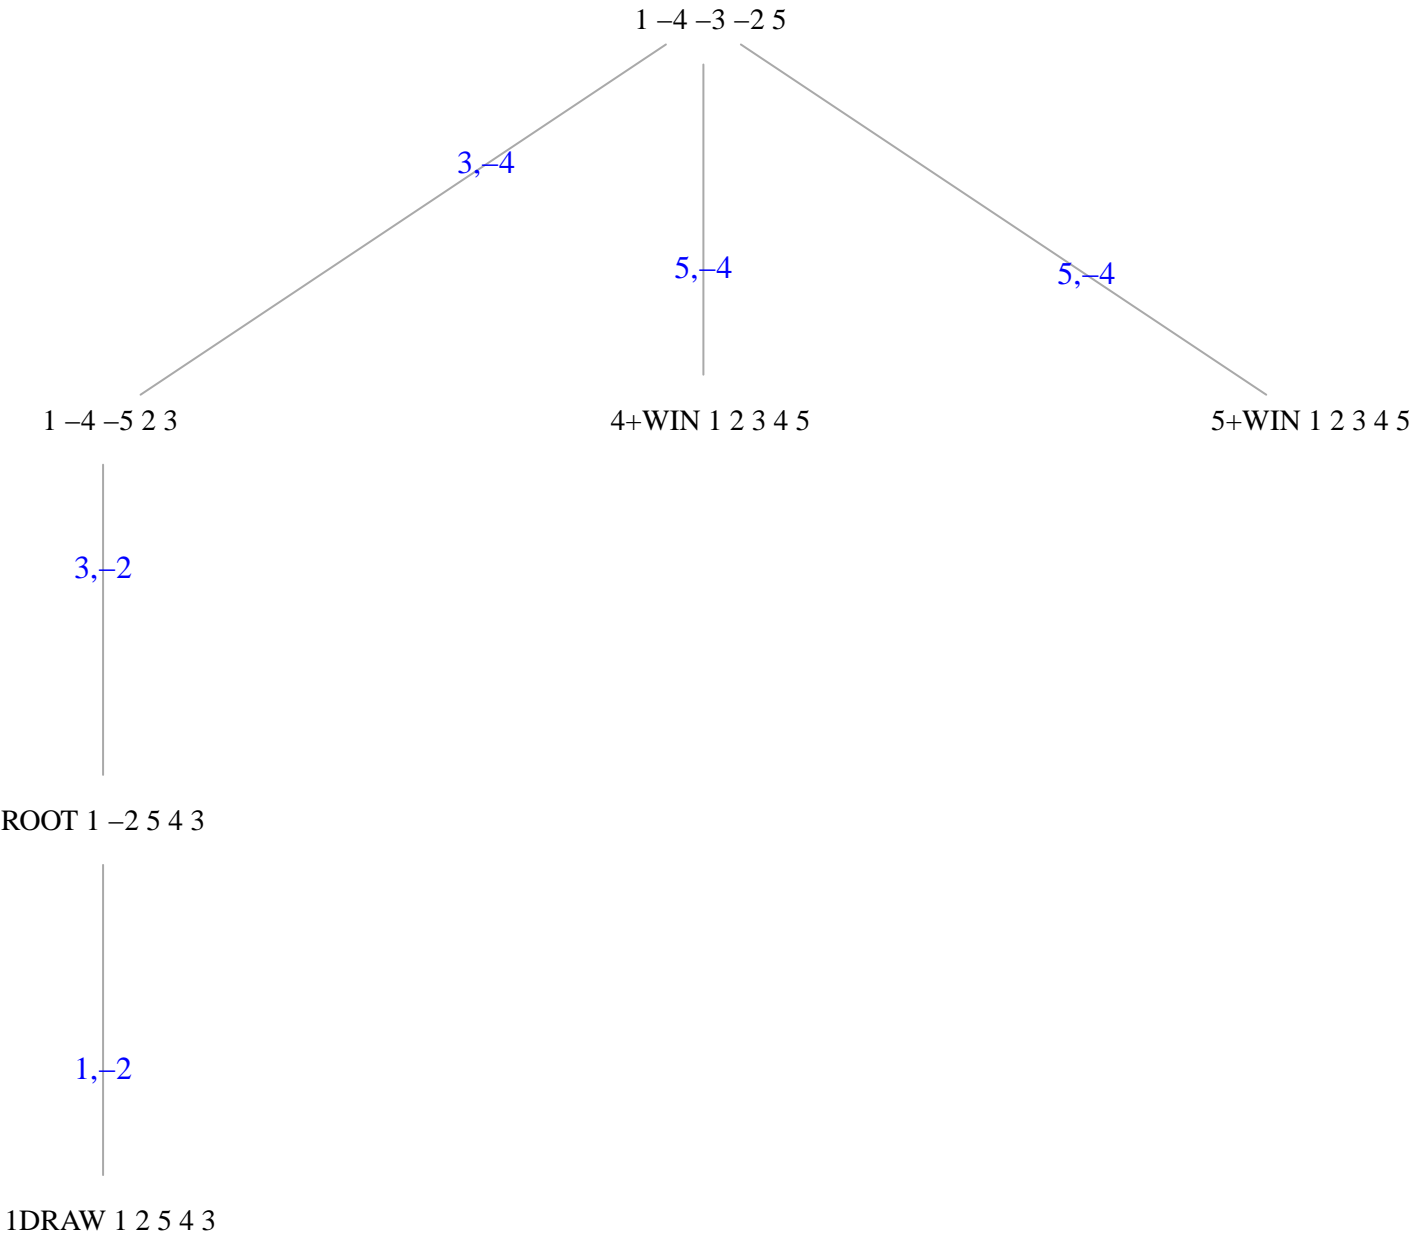 1 –4 –3 –2 5
3,–4
5,–4
5,–4
1 –4 –5 2 3
4+WIN 1 2 3 4 5
5+WIN 1 2 3 4 5
3,–2
ROOT 1 –2 5 4 3
1,–2
1DRAW 1 2 5 4 3